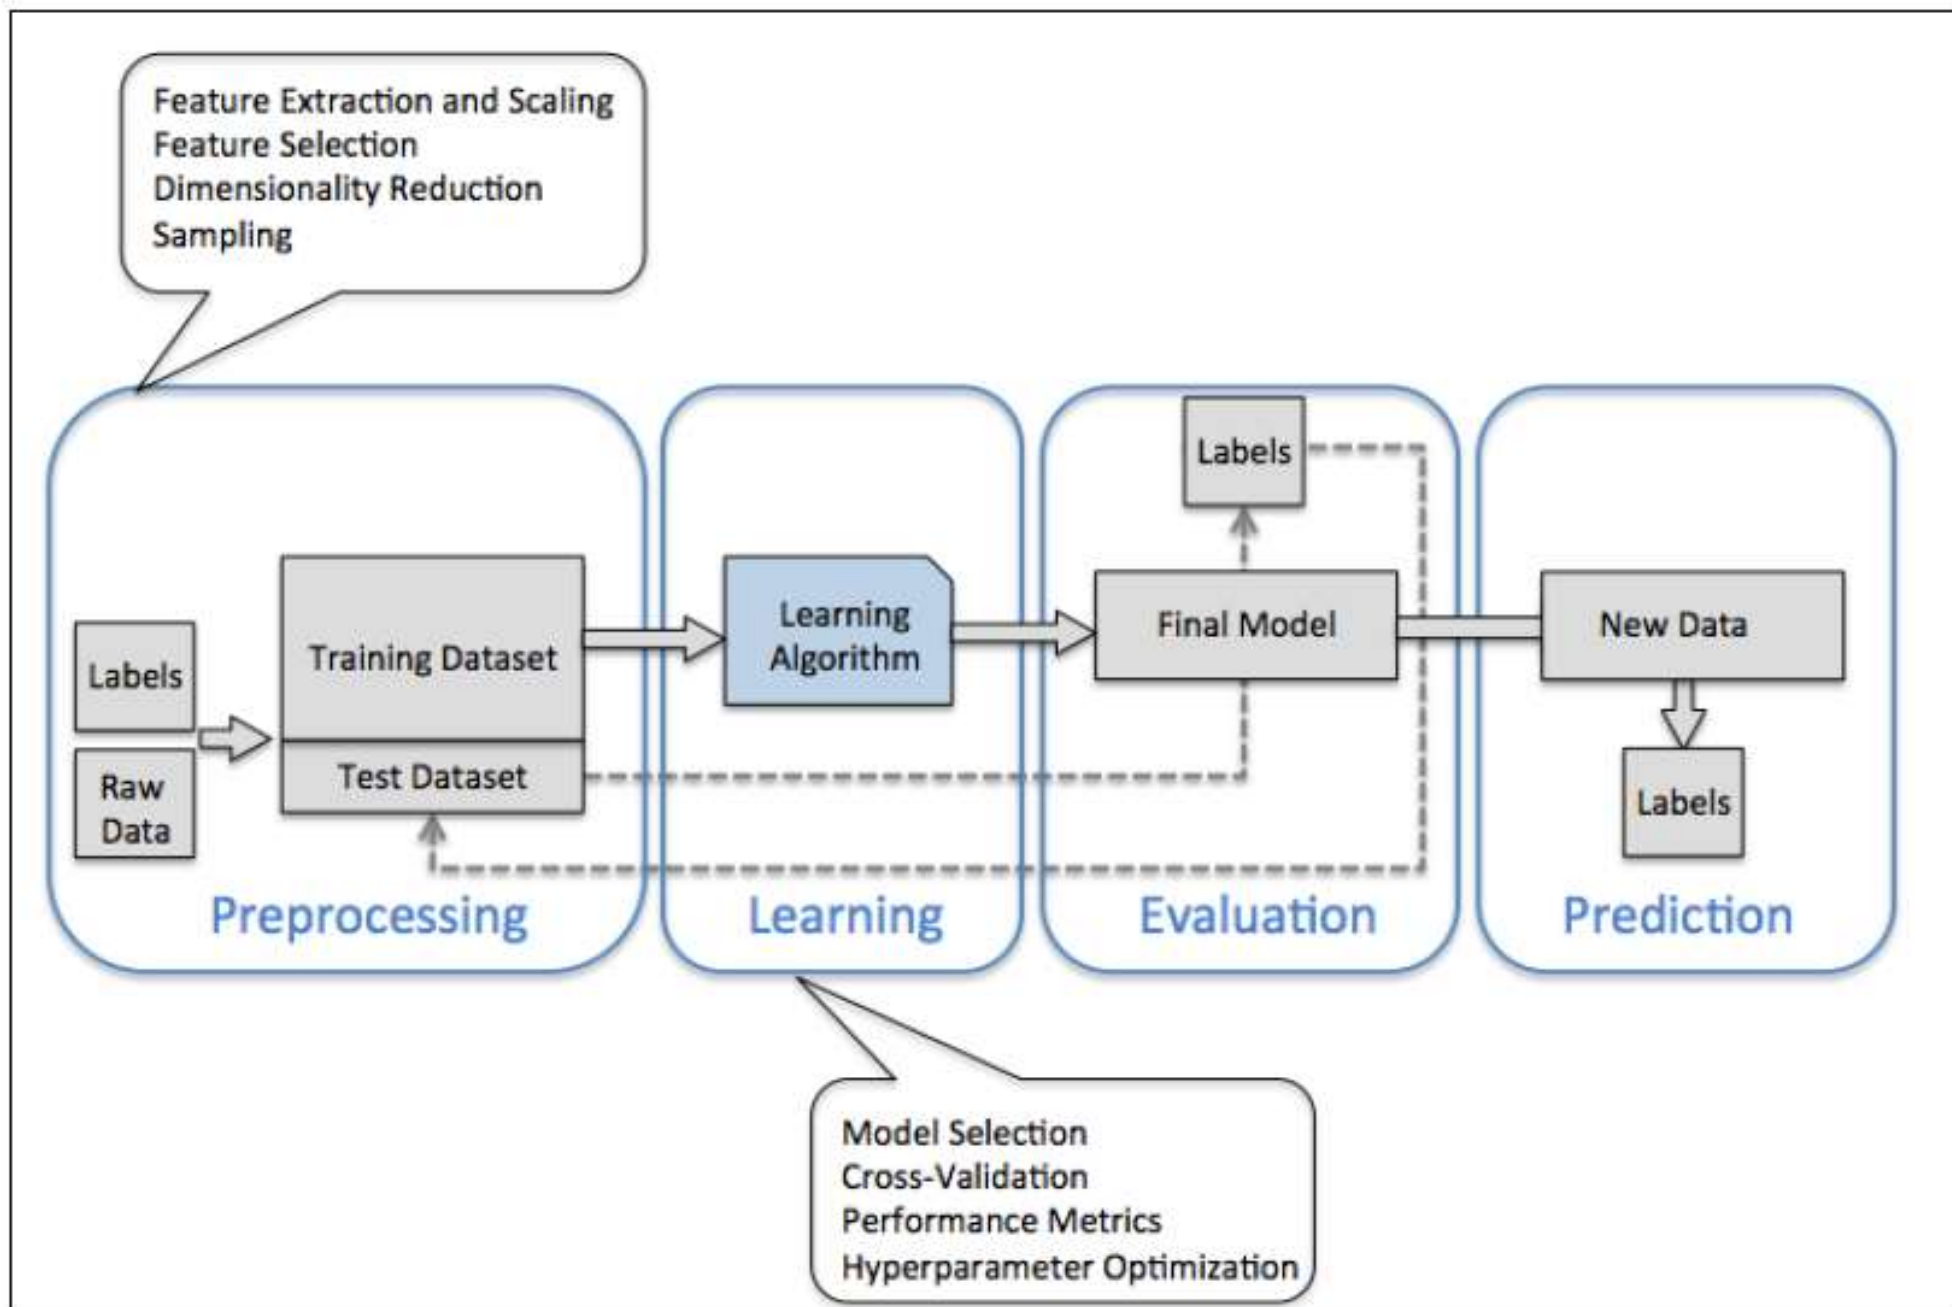 Feature Extraction and Scaling
Feature Selection
Dimensionality Reduction
Sampling
Labels
Raw
Data
Training Dataset
Test Dataset
Preprocessing
Learning
Algorithm
Learning
Labels
Final Model
Evaluation
New Data
Labels
Prediction
Model Selection
Cross-Validation
Performance Metrics
Hyperparameter Optimization